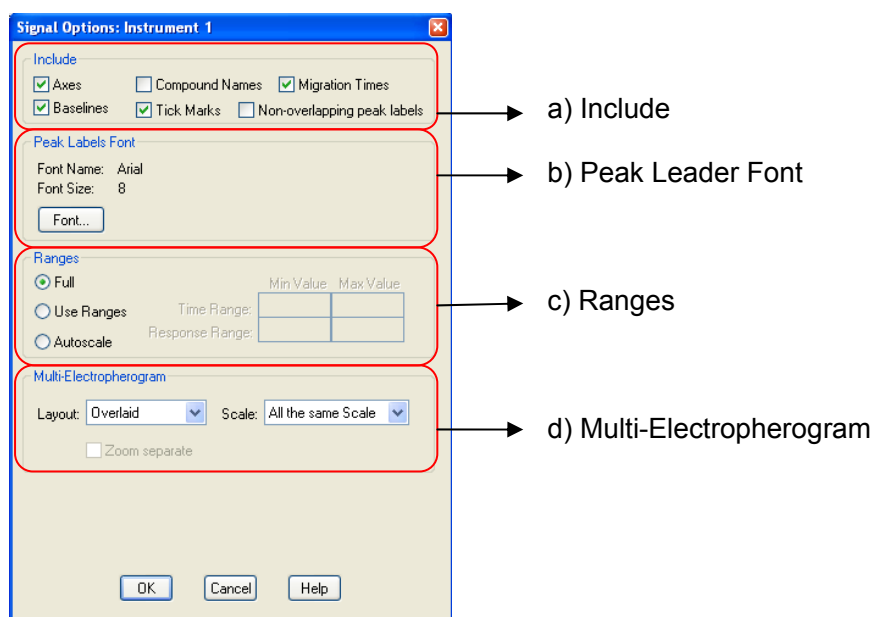 Signal Options: Instrument 1
Include
Axes Compound Names Migration Times
Baselines Tick Marks Non-overlapping peak labels
a) Include
Peak Labels Font
Font Name: Arial
Font Size: 8
Font...
b) Peak Leader Font
Ranges
Full
Min Value Max Value
Use Ranges Time Range:
Response Range:
Autoscale
c) Ranges
Multi-Electropherogram
Layout: Overlaid Scale: All the same Scale
Zoom separate
d) Multi-Electropherogram
OK Cancel Help